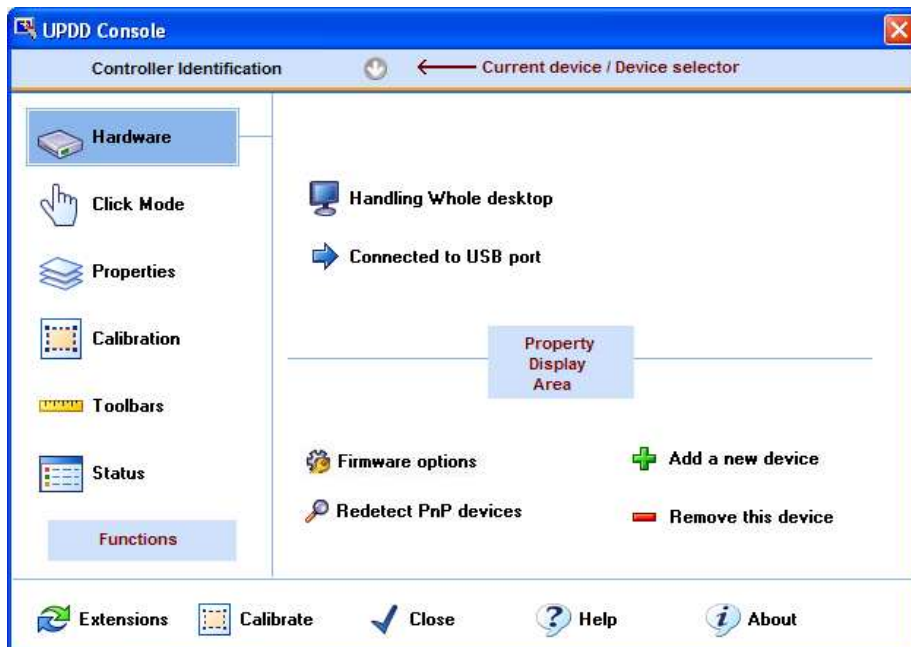 UPDD Console
Controller Identification
Current device / Device selector
Hardware
Click Mode
Properties
Calibration
Toolbars
Status
Functions
Handling Whole desktop
Connected to USB port
Property
Display
Area
Firmware options
Add a new device
Redetect PnP devices
Remove this device
Extensions
Calibrate
Close
Help
About